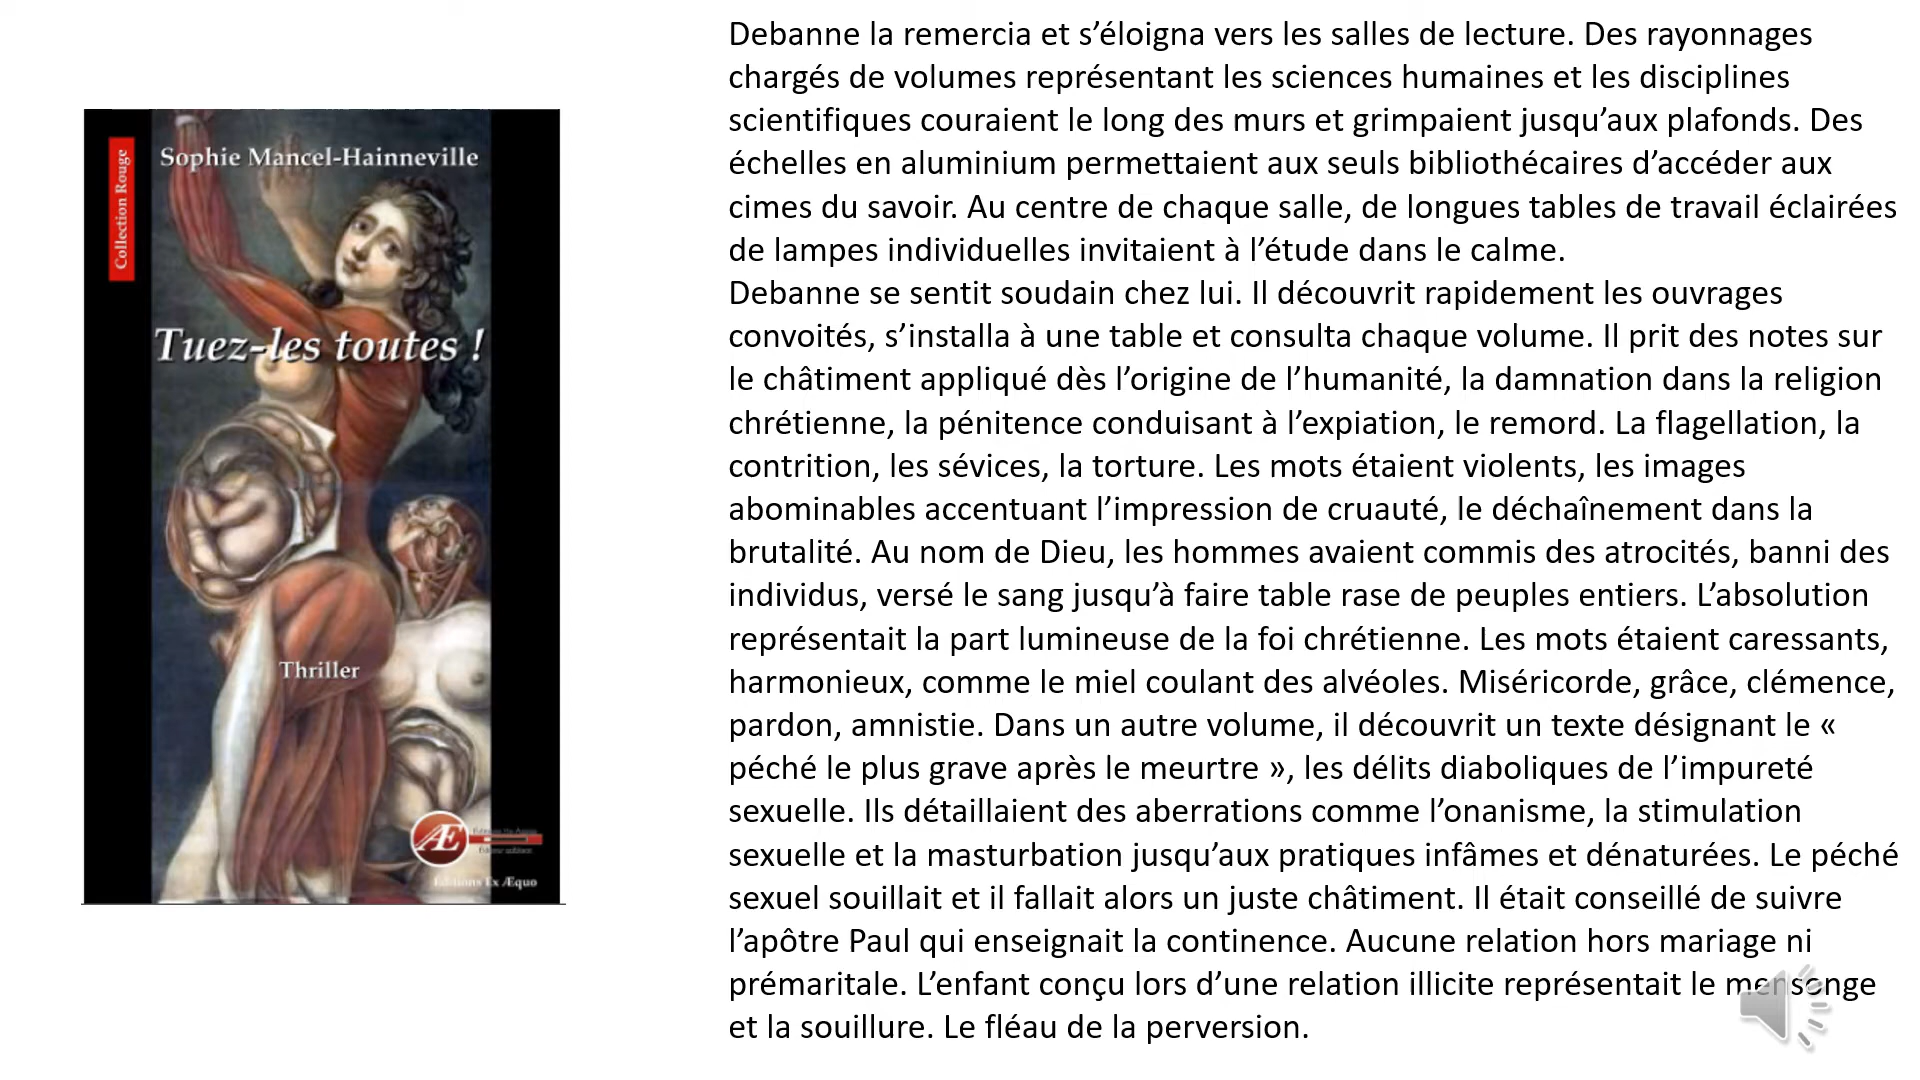 Collection Rouge
Sophie Mancel-Hainneville
Tuez-les toutes !
Thriller
Æ
Editions Ex Æquo
Debanne la remercia et s’éloigna vers les salles de lecture. Des rayonnages
chargés de volumes représentant les sciences humaines et les disciplines
scientifiques couraient le long des murs et grimpaient jusqu’aux plafonds. Des
échelles en aluminium permettaient aux seuls bibliothécaires d’accéder aux
cimes du savoir. Au centre de chaque salle, de longues tables de travail éclairées
de lampes individuelles invitaient à l’étude dans le calme.
Debanne se sentit soudain chez lui. Il découvrit rapidement les ouvrages
convoités, s’installa à une table et consulta chaque volume. Il prit des notes sur
le châtiment appliqué dès l’origine de l’humanité, la damnation dans la religion
chrétienne, la pénitence conduisant à l’expiation, le remord. La flagellation, la
contrition, les sévices, la torture. Les mots étaient violents, les images
abominables accentuant l’impression de cruauté, le déchaînement dans la
brutalité. Au nom de Dieu, les hommes avaient commis des atrocités, banni des
individus, versé le sang jusqu’à faire table rase de peuples entiers. L’absolution
représentait la part lumineuse de la foi chrétienne. Les mots étaient caressants,
harmonieux, comme le miel coulant des alvéoles. Miséricorde, grâce, clémence,
pardon, amnistie. Dans un autre volume, il découvrit un texte désignant le «
péché le plus grave après le meurtre », les délits diaboliques de l’impureté
sexuelle. Ils détaillaient des aberrations comme l’onanisme, la stimulation
sexuelle et la masturbation jusqu’aux pratiques infâmes et dénaturées. Le péché
sexuel souillait et il fallait alors un juste châtiment. Il était conseillé de suivre
l’apôtre Paul qui enseignait la continence. Aucune relation hors mariage ni
prémaritale. L’enfant conçu lors d’une relation illicite représentait le mensonge
et la souillure. Le fléau de la perversion.